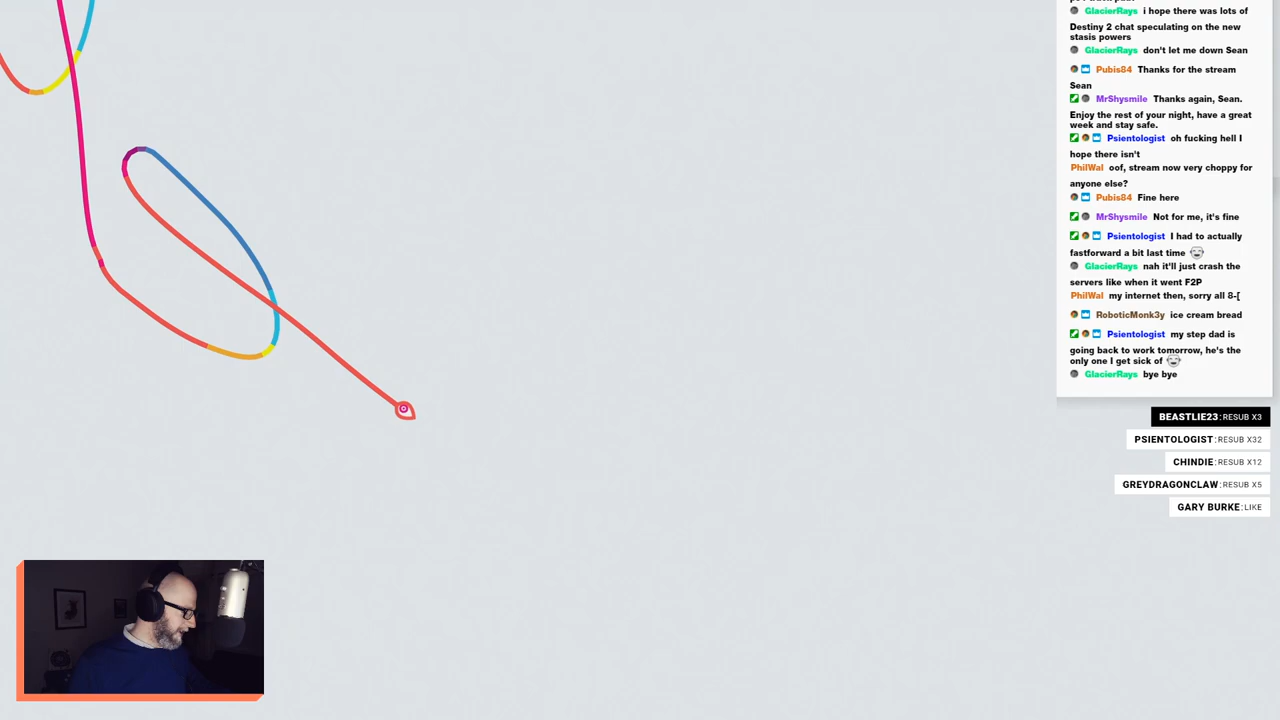 GlacierRays i hope there was lots of
Destiny 2 chat speculating on the new
stasis powers
GlacierRays don't let me down Sean
Pubis84 Thanks for the stream
Sean
MrShysmile Thanks again, Sean.
Enjoy the rest of your night, have a great
week and stay safe.
Psientologist oh fucking hell I
hope there isn't
PhilWal oof, stream now very choppy for
anyone else?
Pubis84 Fine here
MrShysmile Not for me, it's fine
Psientologist I had to actually
fastforward a bit last time
GlacierRays nah it'll just crash the
servers like when it went F2P
PhilWal my internet then, sorry all 8-[
RoboticMonk3y ice cream bread
Psientologist my step dad is
going back to work tomorrow, he's the
only one I get sick of
GlacierRays bye bye
BEASTLIE23:RESUB X3
PSIENTOLOGIST:RESUB X32
CHINDIE:RESUB X12
GREYDRAGONCLAW:RESUB X5
GARY BURKE:LIKE